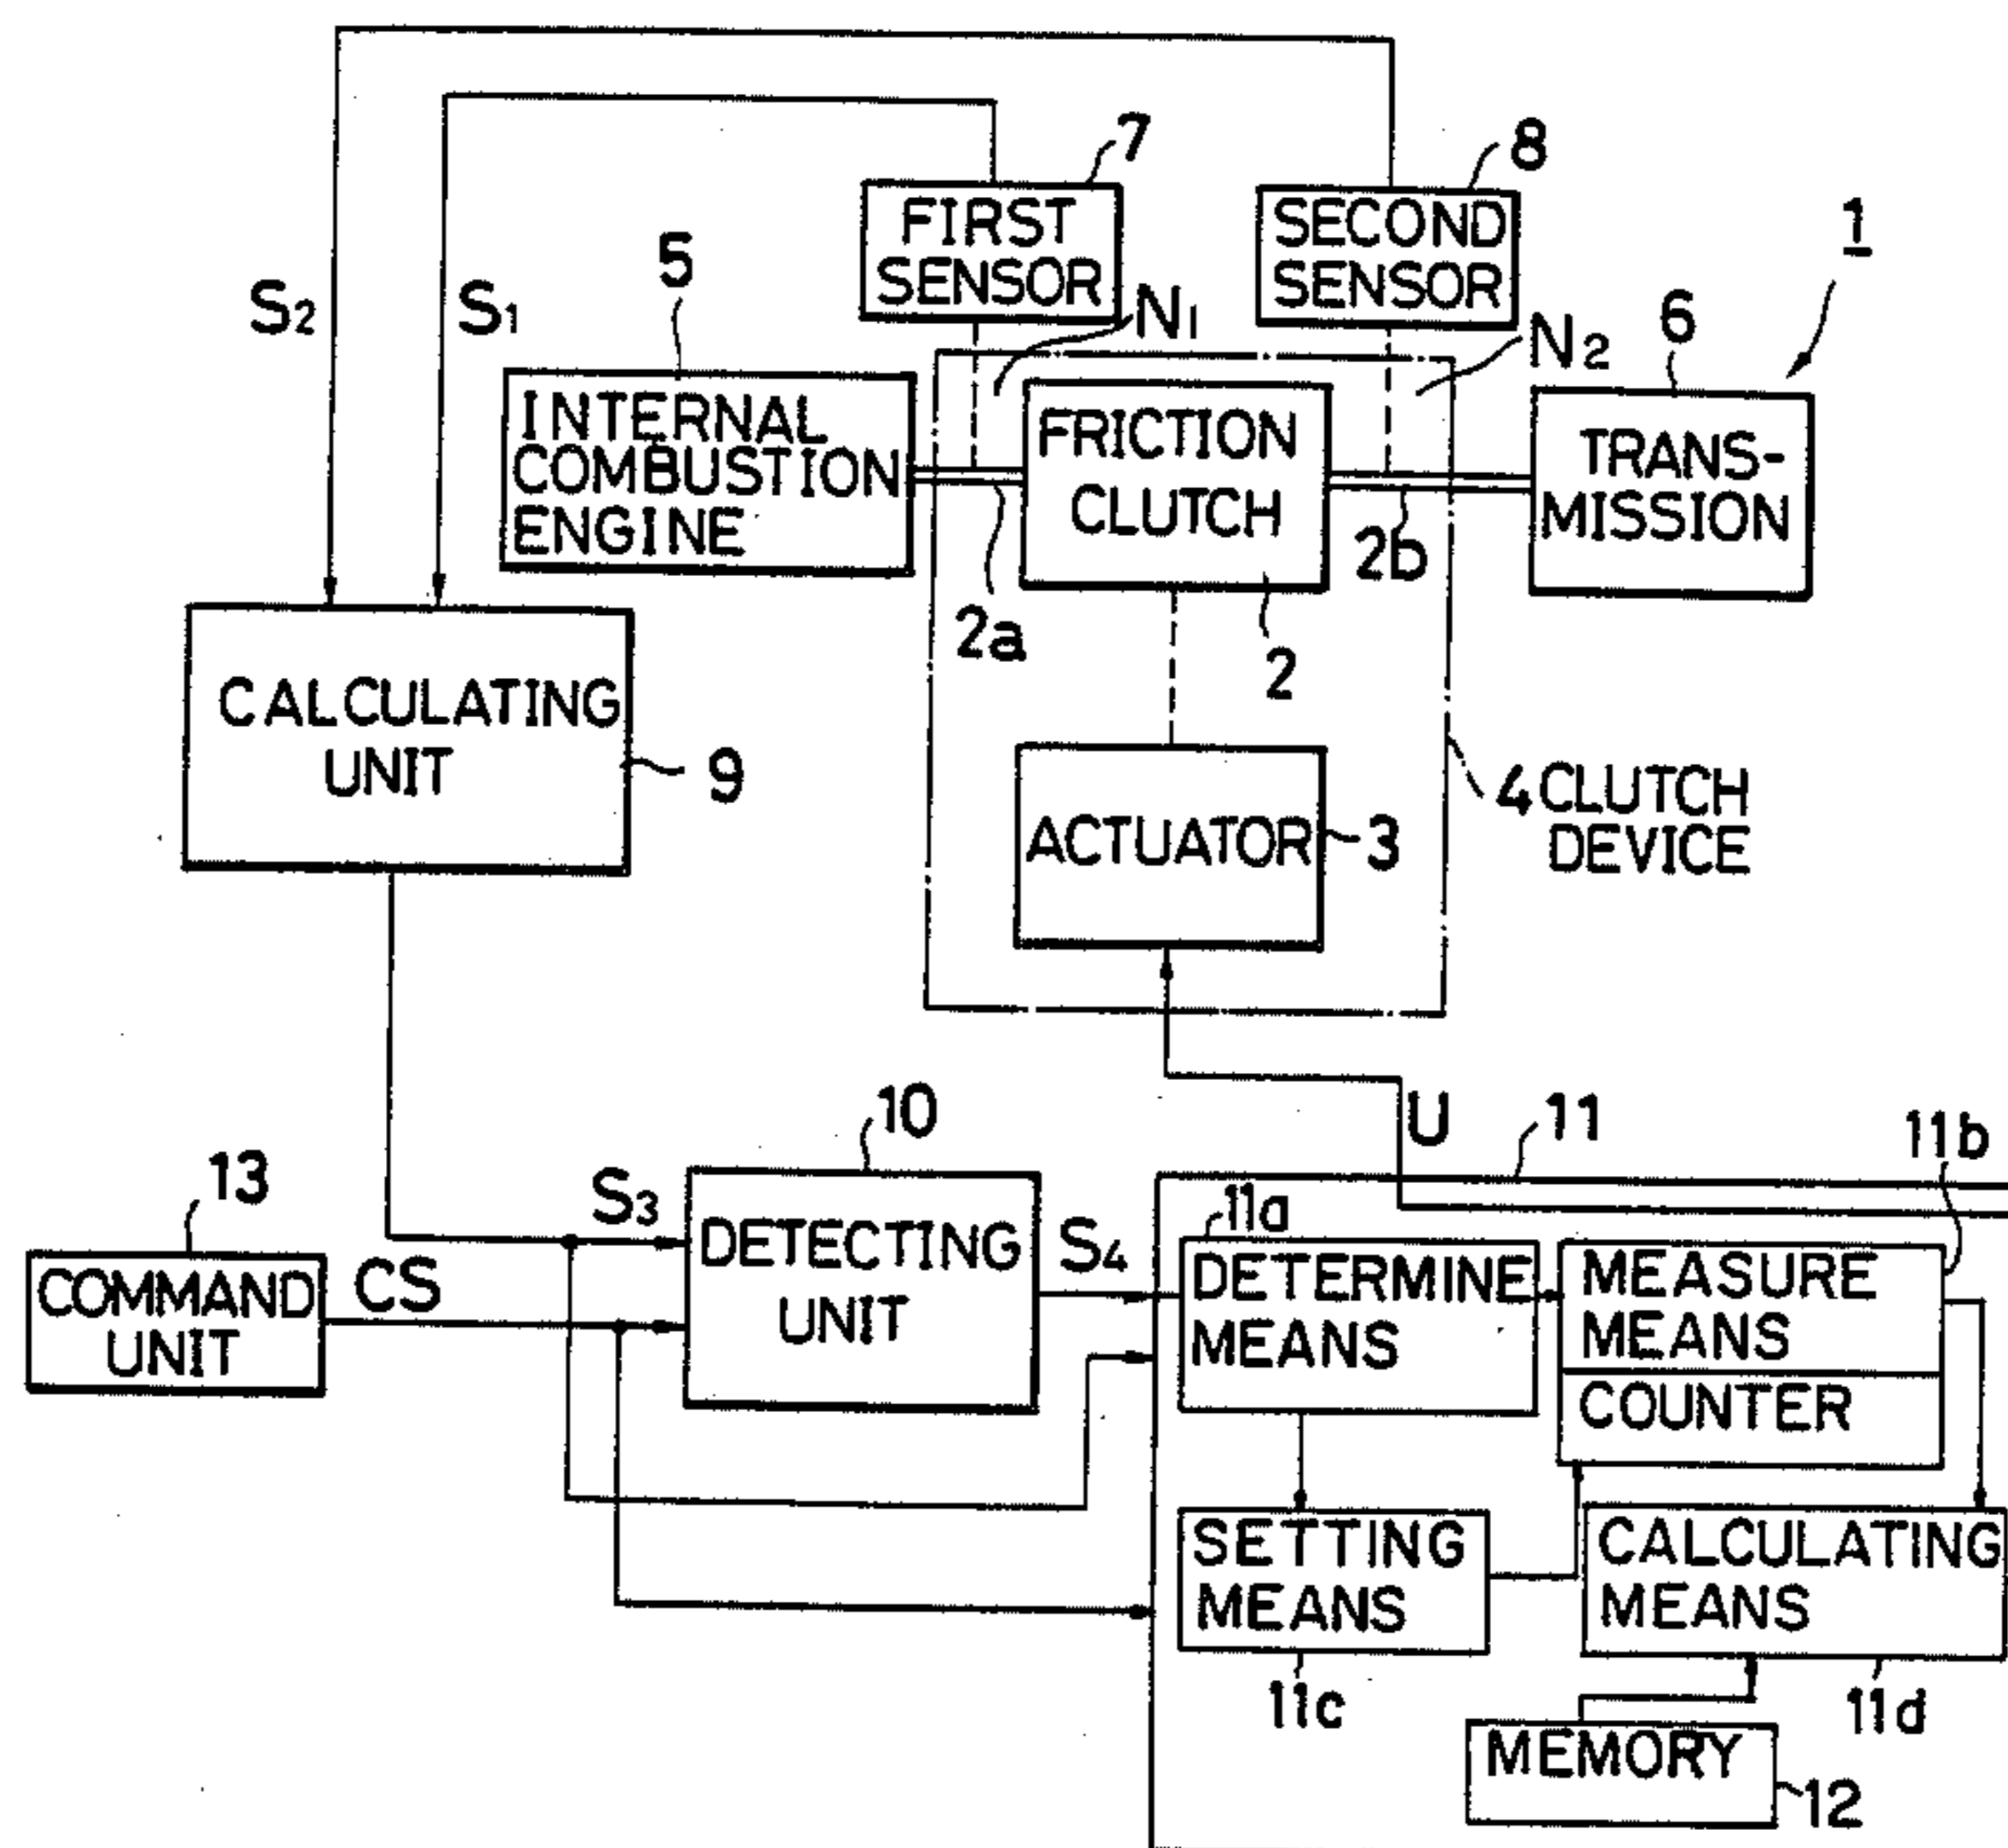 7
8
FIRST
SENSOR
SECOND
SENSOR
1
S2
S1
5
N1
N2
6
INTERNAL
COMBUSTION
ENGINE
FRICTION
CLUTCH
TRANS-
MISSION
2a
2b
2
CALCULATING
UNIT
9
ACTUATOR
3
4 CLUTCH
DEVICE
U
10
11
11b
13
S3
11a
COMMAND
UNIT
CS
DETECTING
UNIT
S4
DETERMINE
MEANS
MEASURE
MEANS
COUNTER
SETTING
MEANS
CALCULATING
MEANS
11c
11d
MEMORY
12